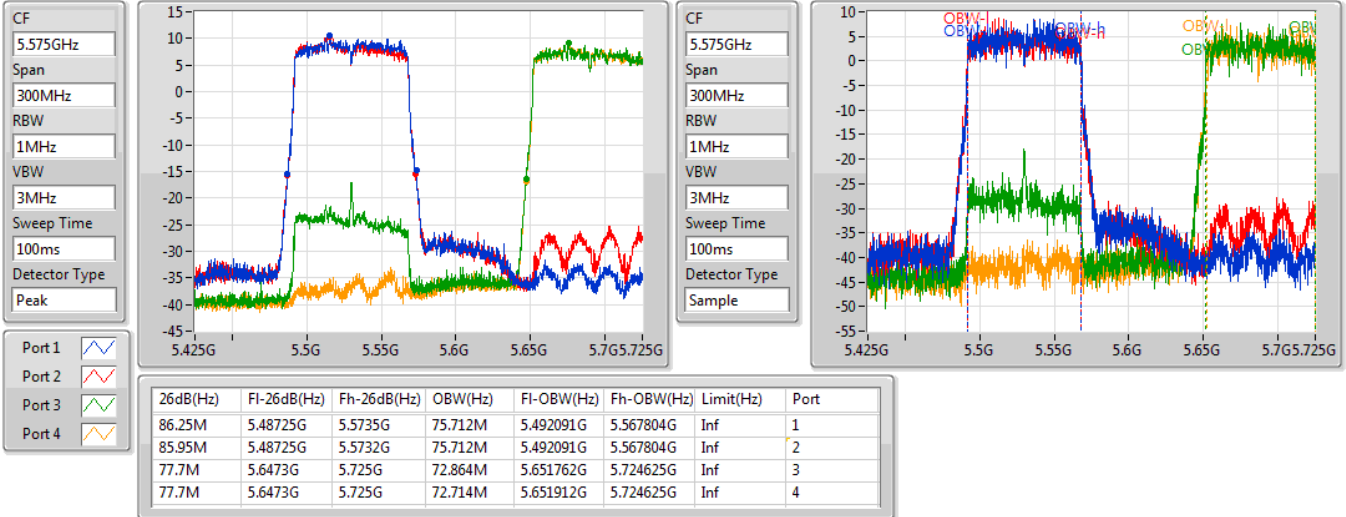 CF
5.575GHz
Span
300MHz
RBW
1MHz
VBW
3MHz
Sweep Time
100ms
Detector Type
Peak
15
10
5
0
-5
-10
-15
-20
-25
-30
-35
-40
-45
5.425G 5.5G 5.55G 5.6G 5.65G 5.7G 5.725G
CF
5.575GHz
Span
300MHz
RBW
1MHz
VBW
3MHz
Sweep Time
100ms
Detector Type
Sample
10
5
0
-5
-10
-15
-20
-25
-30
-35
-40
-45
-50
-55
OBW-l
5.425G 5.5G 5.55G 5.6G 5.65G 5.7G 5.725G
Port 1
Port 2
Port 3
Port 4
26dB(Hz) Fl-26dB(Hz) Fh-26dB(Hz) OBW(Hz) Fl-OBW(Hz) Fh-OBW(Hz) Limit(Hz) Port
86.25M 5.48725G 5.5735G 75.712M 5.492091G 5.567804G Inf 1
85.95M 5.48725G 5.5732G 75.712M 5.492091G 5.567804G Inf 2
77.7M 5.6473G 5.725G 72.864M 5.651762G 5.724625G Inf 3
77.7M 5.6473G 5.725G 72.714M 5.651912G 5.724625G Inf 4